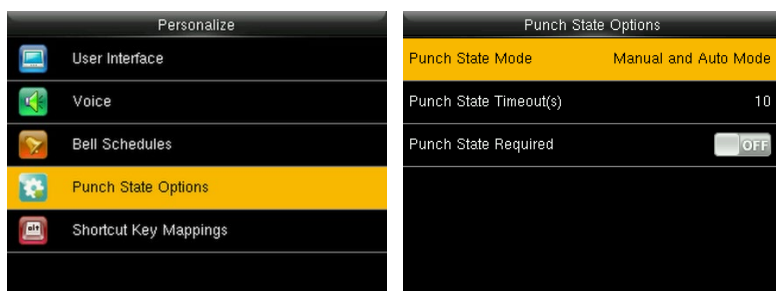 Personalize
User Interface
Voice
Bell Schedules
Punch State Options
alt
Shortcut Key Mappings
Punch State Options
Punch State Mode Manual and Auto Mode
Punch State Timeout(s) 10
Punch State Required OFF